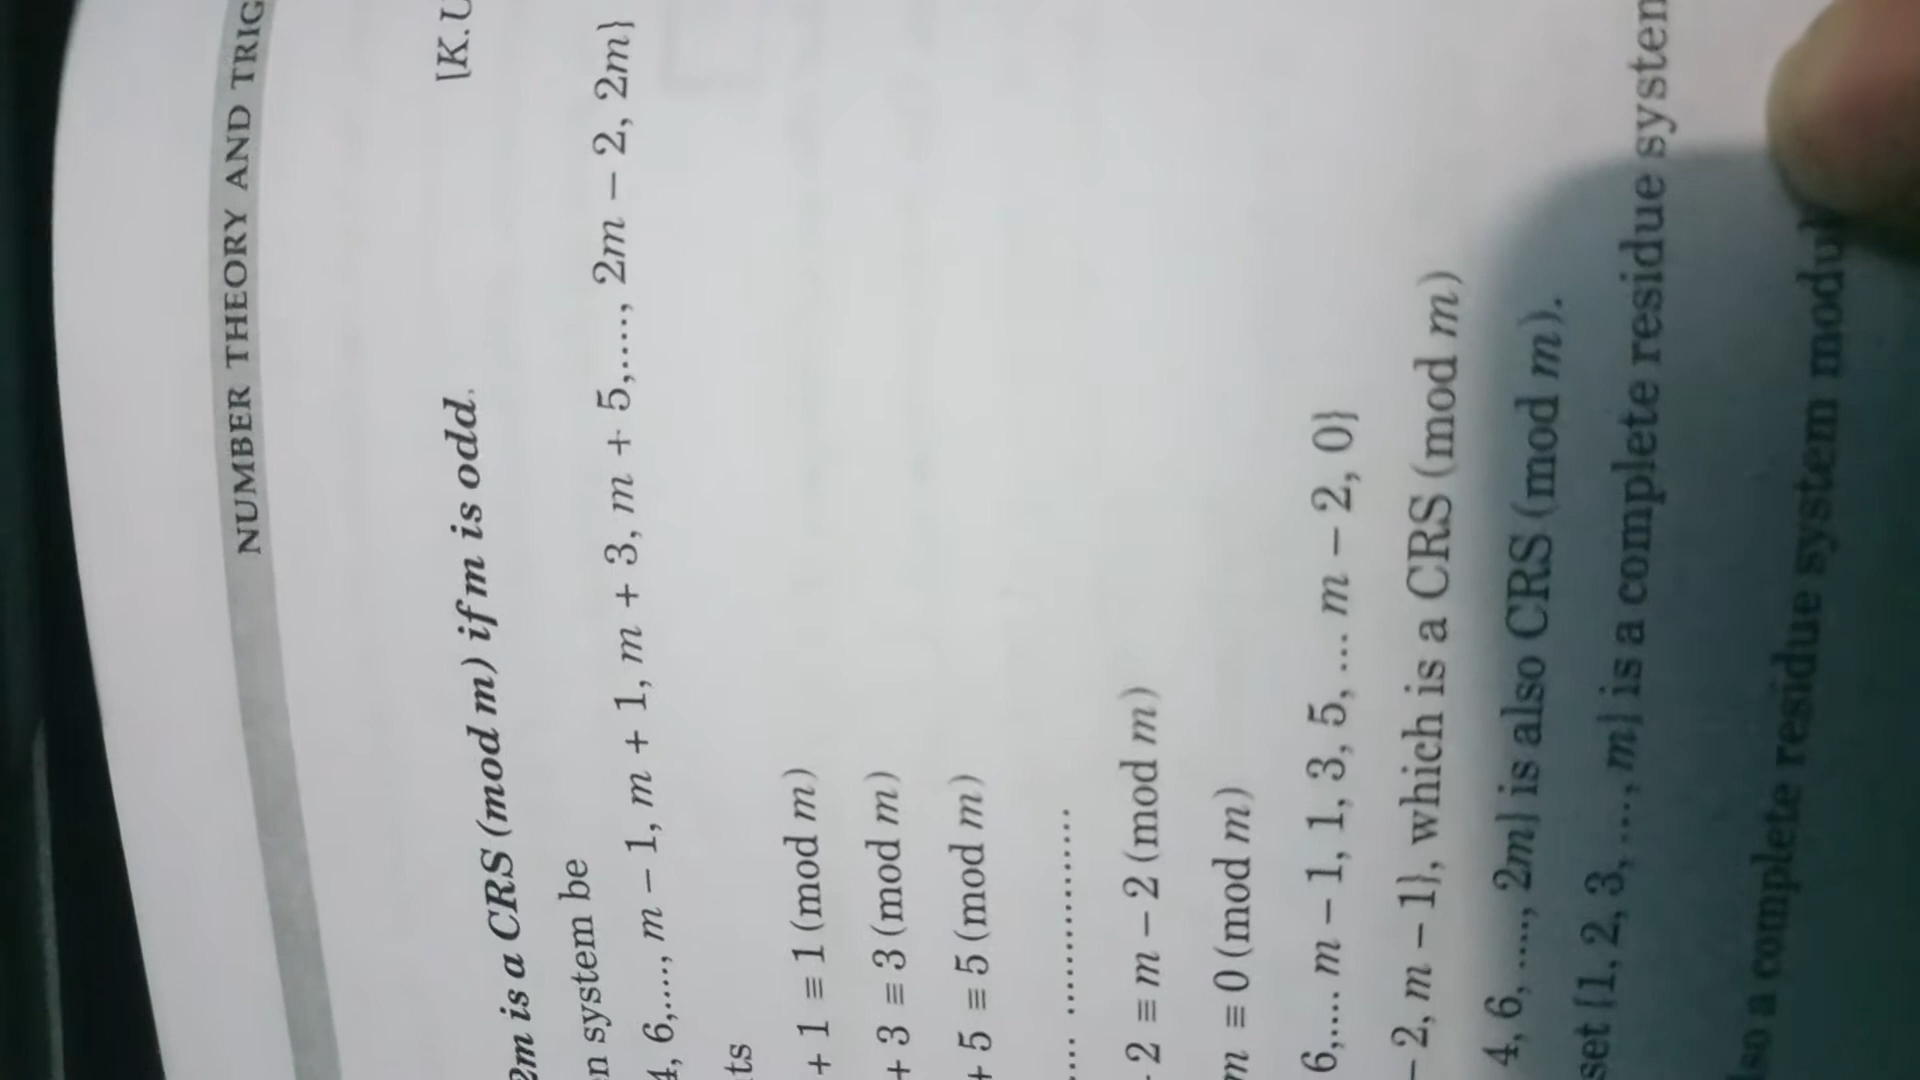 NUMBER THEORY AND TRIG
2m is a CRS (mod m) if m is odd. [K.U
n system be
4, 6,...., m − 1, m + 1, m + 3, m + 5,...., 2m − 2, 2m}
ts
+ 1 ≡ 1 (mod m)
+ 3 ≡ 3 (mod m)
+ 5 ≡ 5 (mod m)
.... .................
- 2 ≡ m − 2 (mod m)
m ≡ 0 (mod m)
6,.... m − 1, 1, 3, 5, ... m − 2, 0}
− 2, m − 1}, which is a CRS (mod m)
4, 6, ...., 2m} is also CRS (mod m).
set {1, 2, 3, ...., m} is a complete residue system
lso a complete residue system modul